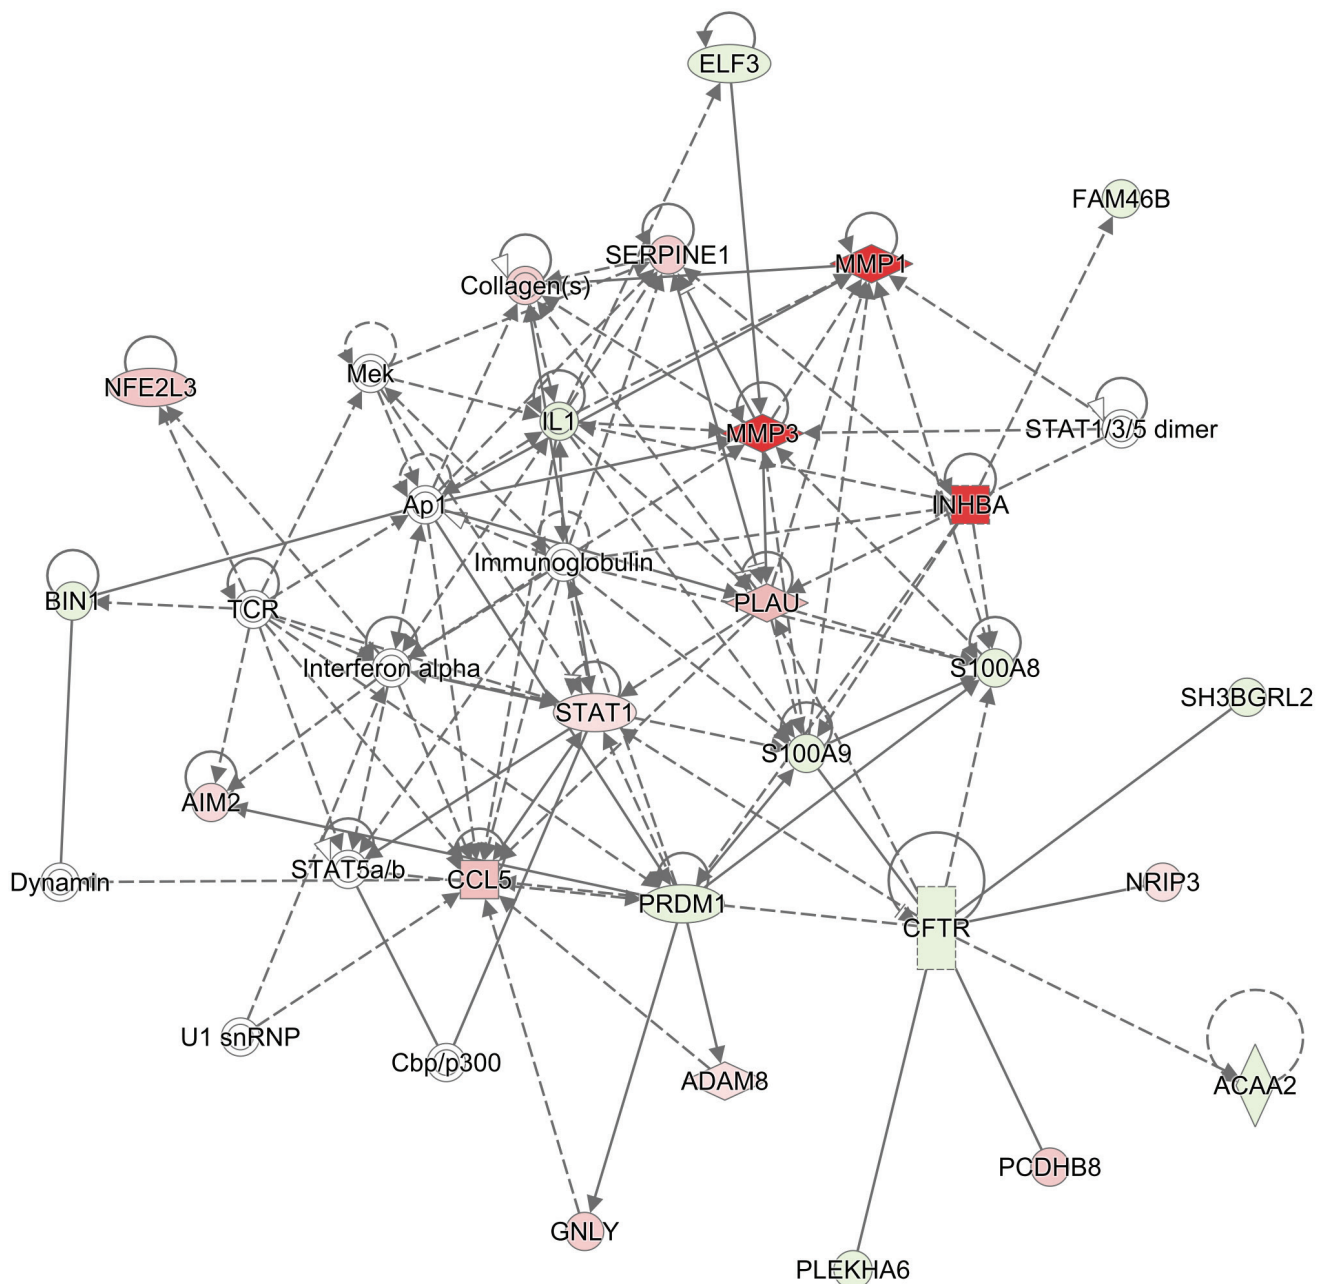 ELF3
FAM46B
SERPINE1
MMP1
Collagen(s)
Mek
NFE2L3
IL1
MMP3
STAT1/3/5 dimer
Ap1
INHBA
Immunoglobulin
BIN1
TCR
PLAU
Interferon alpha
S100A8
SH3BGRL2
STAT1
S100A9
AIM2
STAT5a/b
CCL5
Dynamin
NRIP3
PRDM1
CFTR
U1 snRNP
Cbp/p300
ADAM8
ACAA2
PCDHB8
GNLY
PLEKHA6